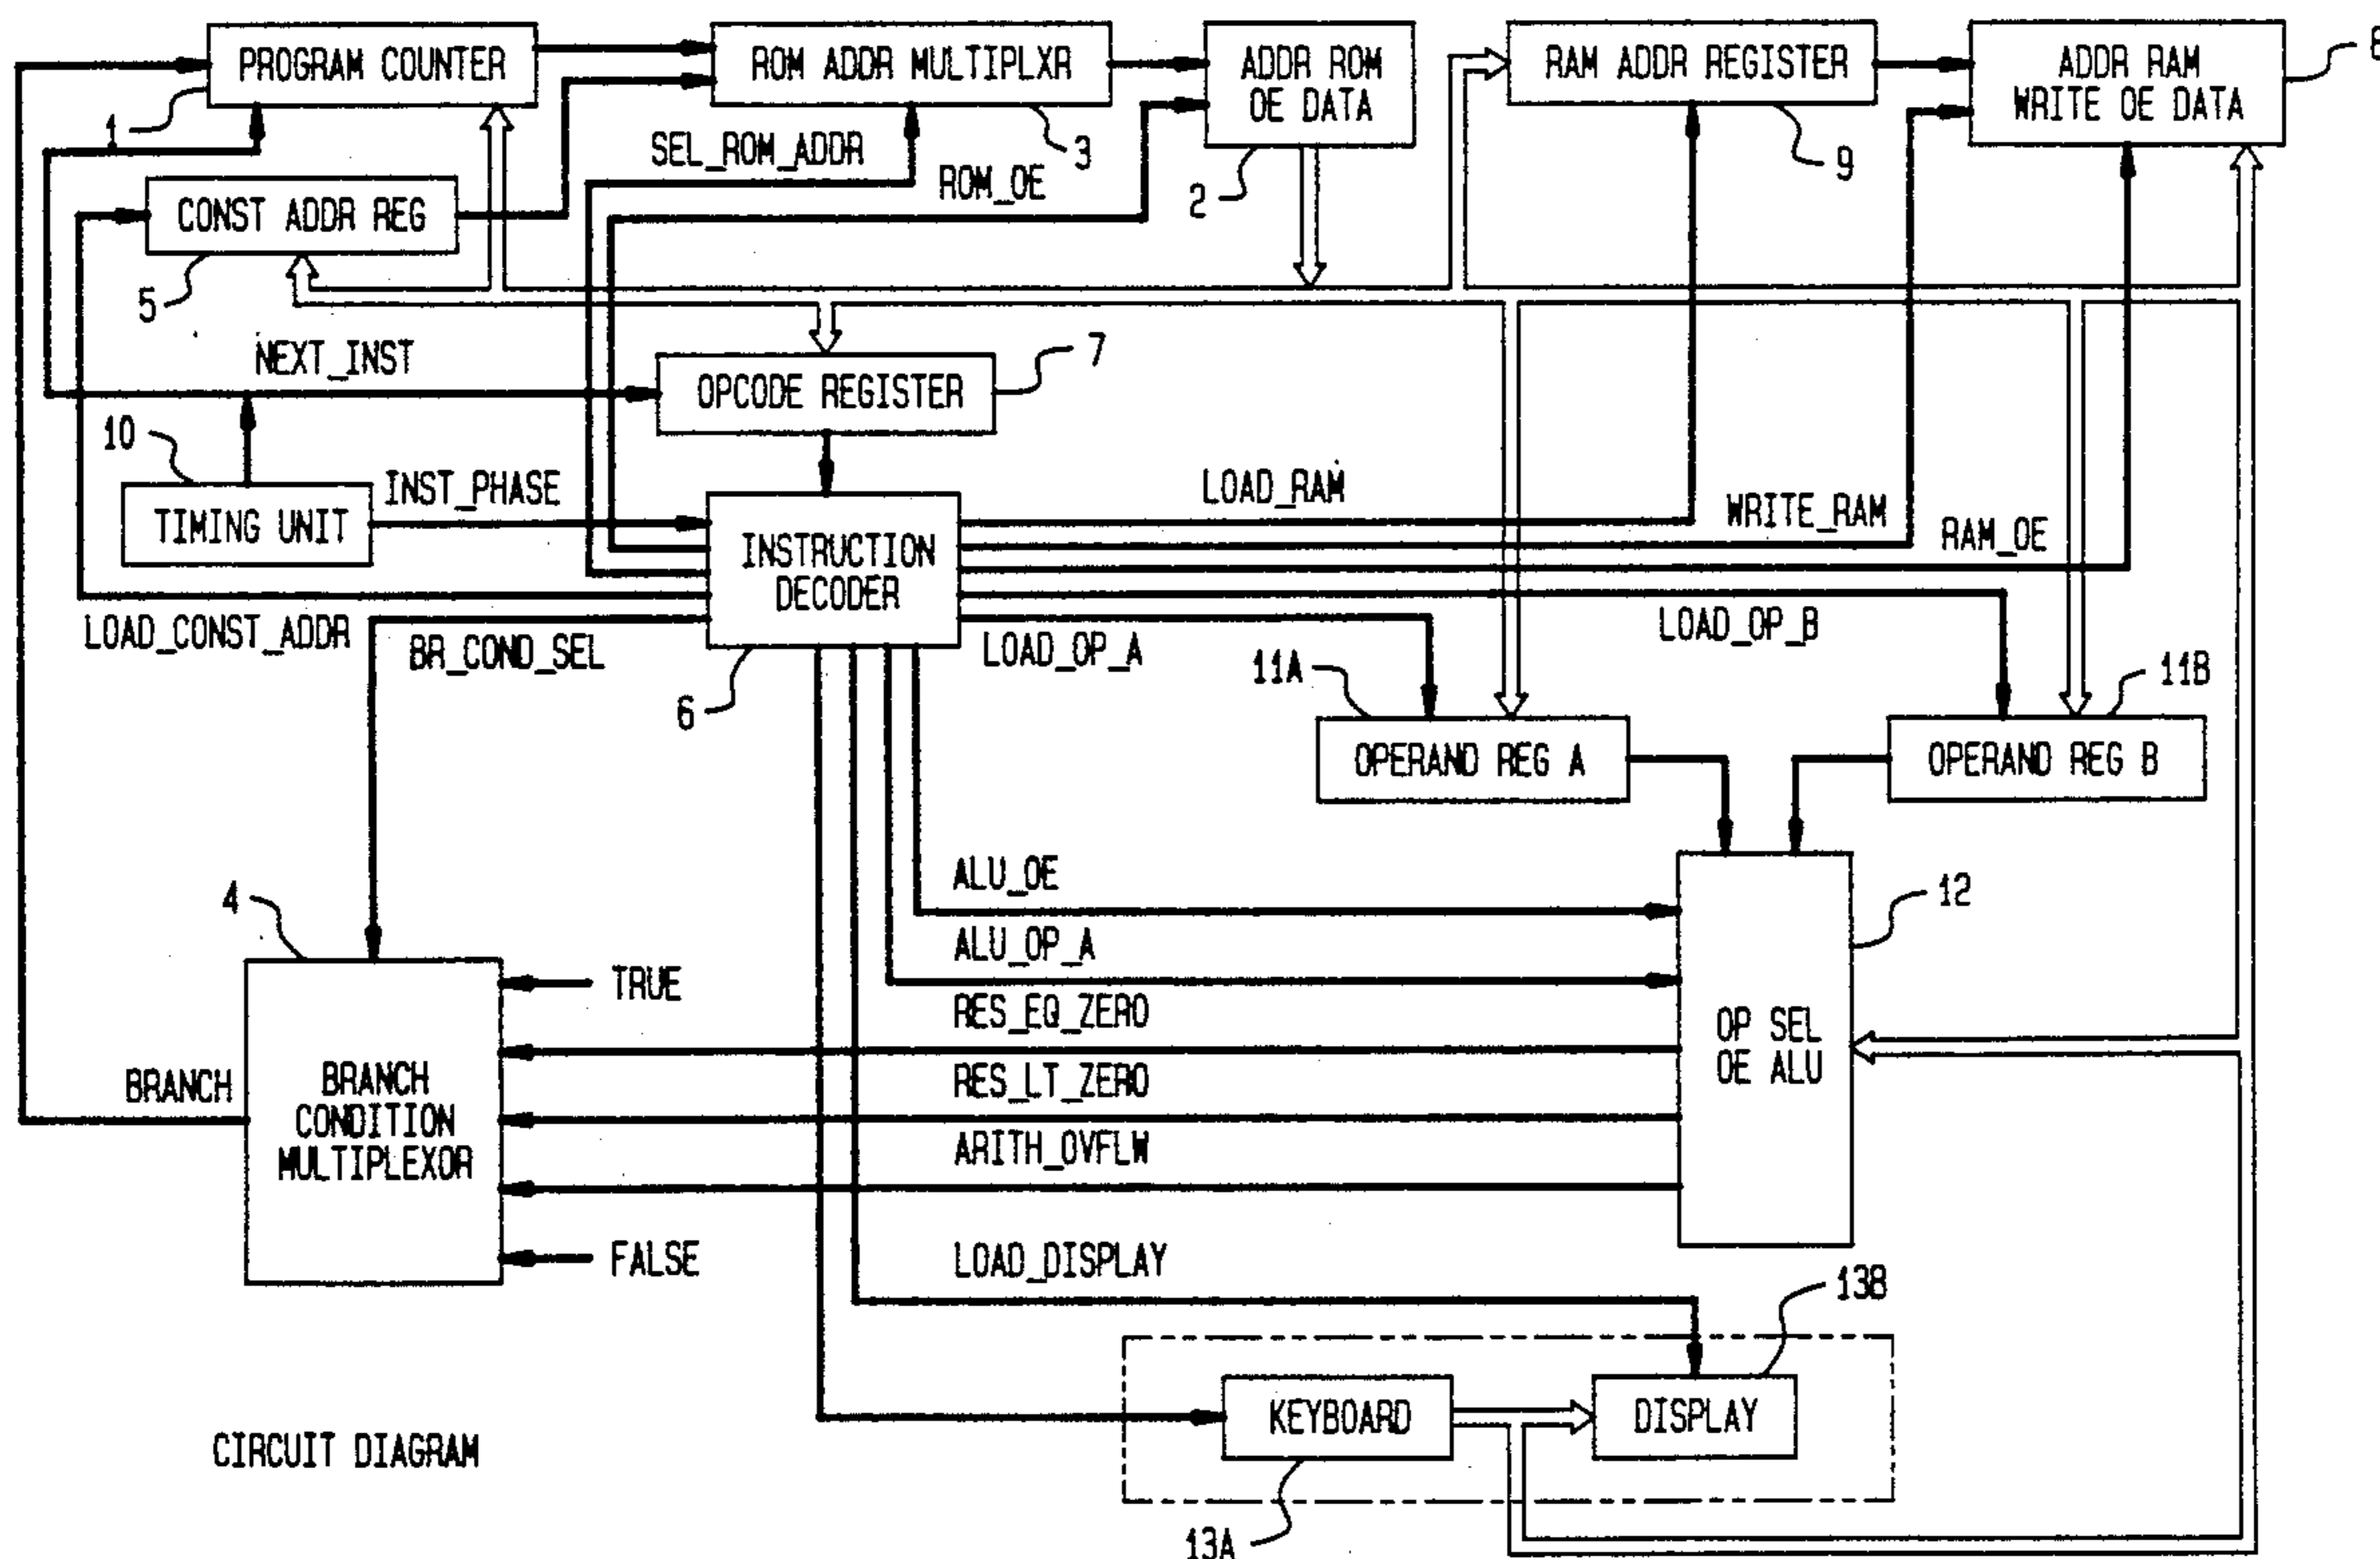 PROGRAM COUNTER
ROM ADDR MULTIPLXR
ADDR ROM
OE DATA
RAM ADDR REGISTER
ADDR RAM
WRITE OE DATA
8
1
SEL_ROM_ADDR
3
ROM_OE
2
9
CONST ADDR REG
5
NEXT_INST
7
OPCODE REGISTER
10
TIMING UNIT
INST_PHASE
INSTRUCTION
DECODER
LOAD_RAM
WRITE_RAM
RAM_OE
LOAD_CONST_ADDR
BR_COND_SEL
6
LOAD_OP_A
LOAD_OP_B
11A
11B
OPERAND REG A
OPERAND REG B
4
ALU_OE
12
ALU_OP_A
TRUE
RES_EQ_ZERO
OP SEL
OE ALU
BRANCH
BRANCH
CONDITION
MULTIPLEXOR
RES_LT_ZERO
ARITH_OVFLW
FALSE
LOAD_DISPLAY
13B
KEYBOARD
DISPLAY
CIRCUIT DIAGRAM
13A